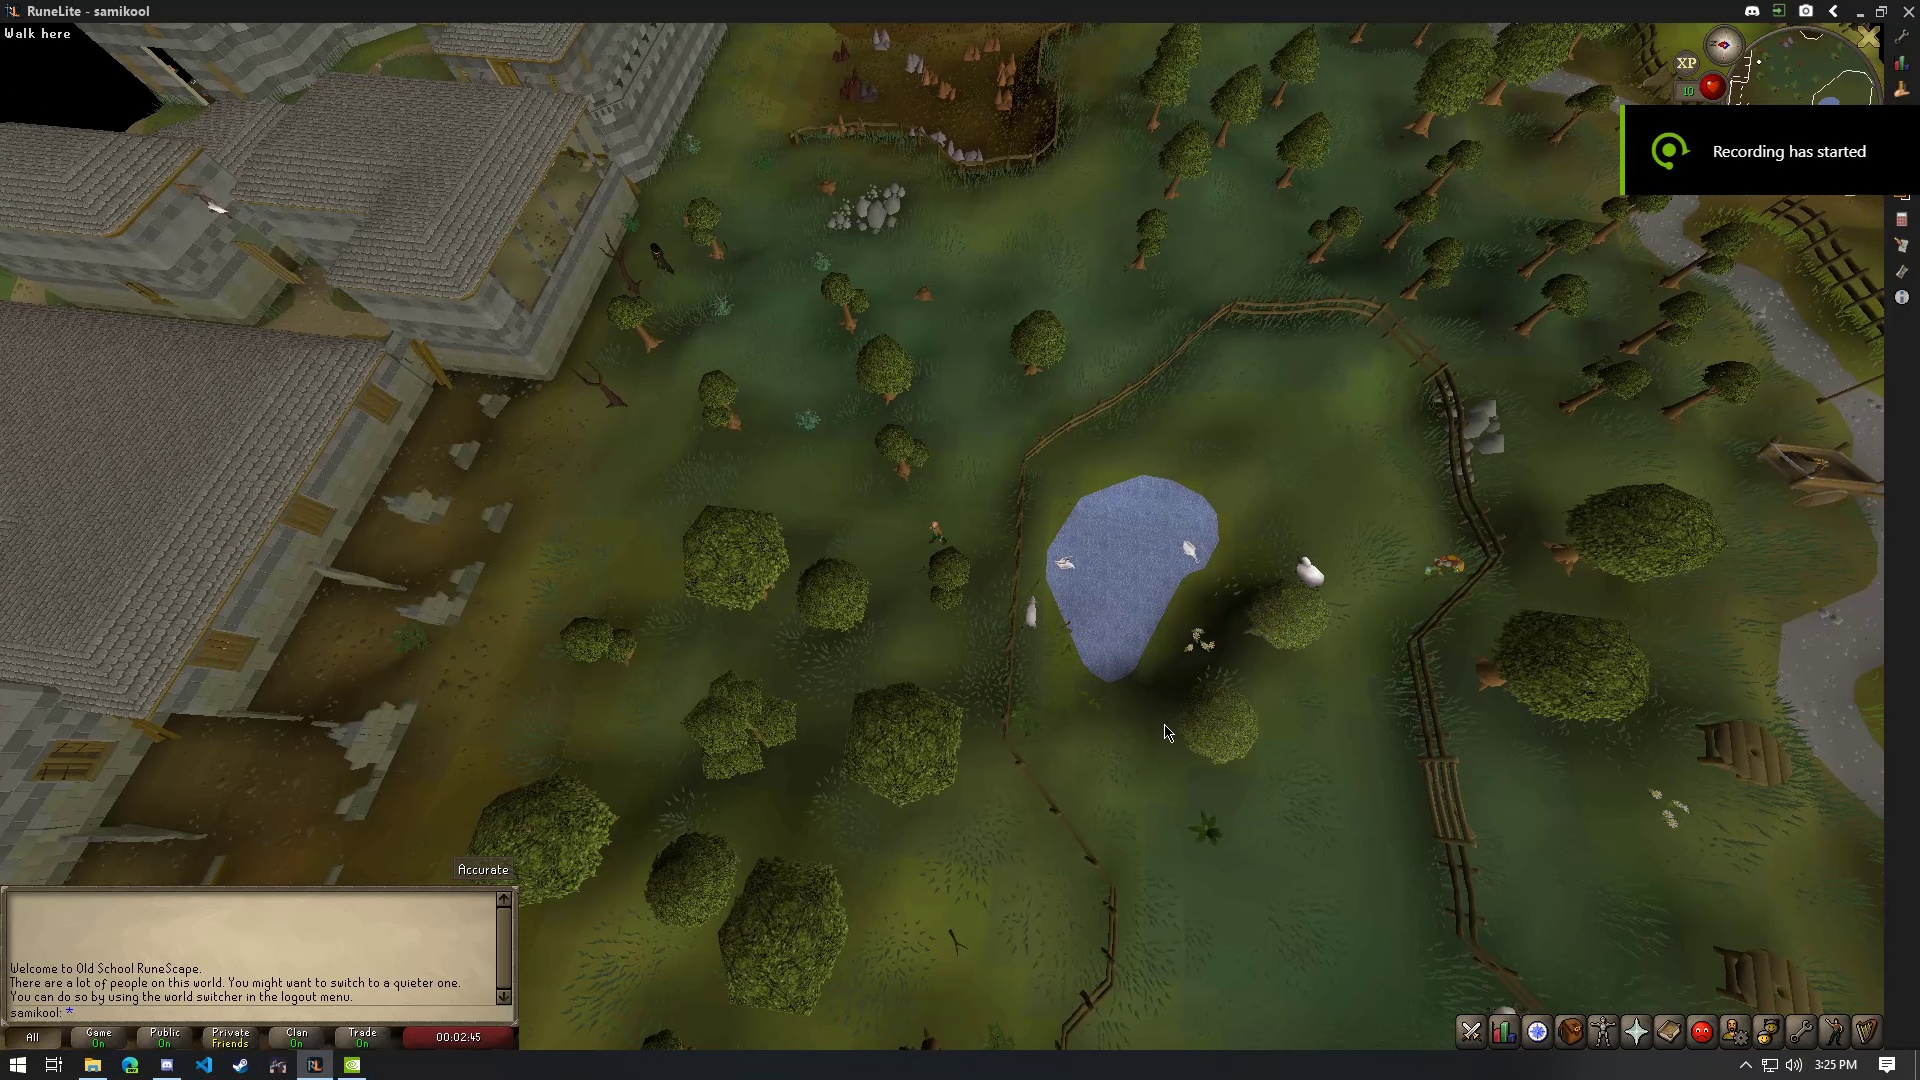 RuneLite - samikool
Walk here
XP
10
Recording has started
Accurate
Welcome to Old School RuneScape.
There are a lot of people on this world. You might want to switch to a quieter one.
You can do so by using the world switcher in the logout menu.
samikool: *
All
Game
On
Public
On
Private
Friends
Clan
On
Trade
On
00:02:45
3:25 PM